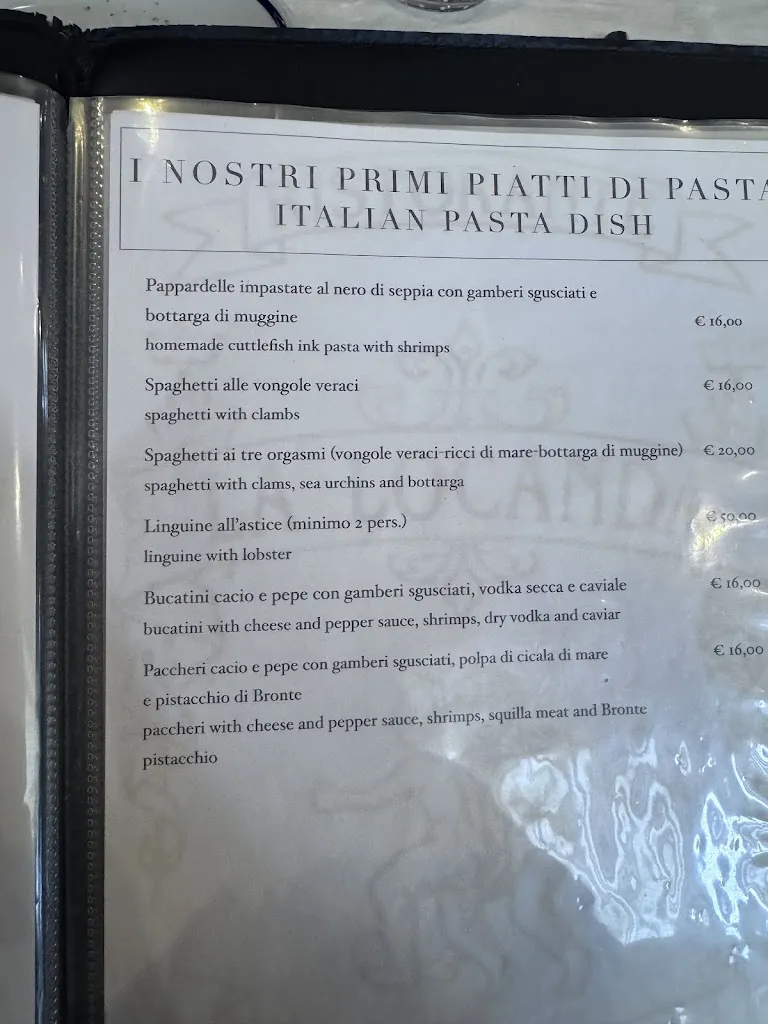 I NOSTRI PRIMI PIATTI DI PASTA
ITALIAN PASTA DISH
Pappardelle impastate al nero di seppia con gamberi sgusciati e
bottarga di muggine € 16,00
homemade cuttlefish ink pasta with shrimps
Spaghetti alle vongole veraci € 16,00
spaghetti with clambs
Spaghetti ai tre orgasmi (vongole veraci-ricci di mare-bottarga di muggine) € 20,00
spaghetti with clams, sea urchins and bottarga
Linguine all'astice (minimo 2 pers.) € 50,00
linguine with lobster
Bucatini cacio e pepe con gamberi sgusciati, vodka secca e caviale € 16,00
bucatini with cheese and pepper sauce, shrimps, dry vodka and caviar
Paccheri cacio e pepe con gamberi sgusciati, polpa di cicala di mare € 16,00
e pistacchio di Bronte
paccheri with cheese and pepper sauce, shrimps, squilla meat and Bronte
pistacchio